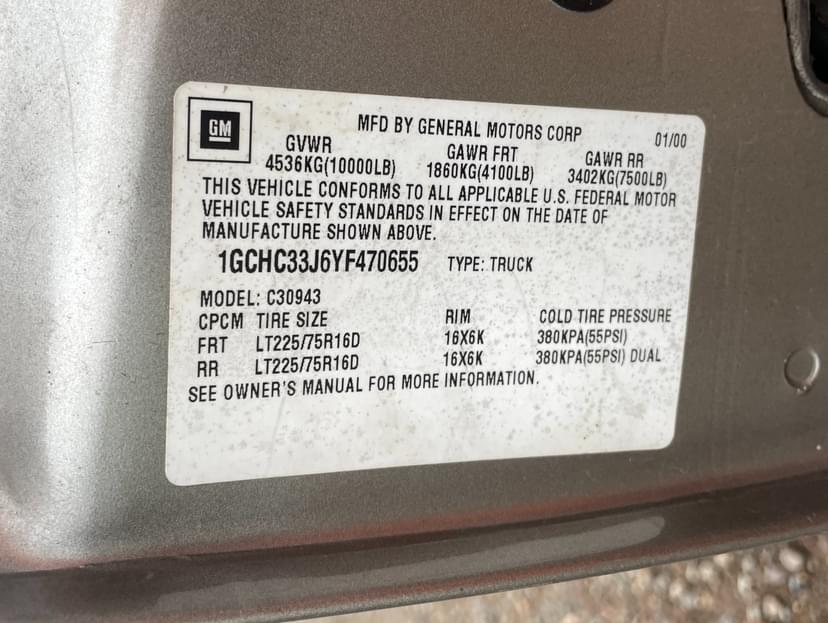 GM
MFD BY GENERAL MOTORS CORP 01/00
GVWR GAWR FRT GAWR RR
4536KG(10000LB) 1860KG(4100LB) 3402KG(7500LB)
THIS VEHICLE CONFORMS TO ALL APPLICABLE U.S. FEDERAL MOTOR
VEHICLE SAFETY STANDARDS IN EFFECT ON THE DATE OF
MANUFACTURE SHOWN ABOVE.
1GCHC33J6YF470655 TYPE: TRUCK
MODEL: C30943
CPCM TIRE SIZE RIM COLD TIRE PRESSURE
FRT LT225/75R16D 16X6K 380KPA(55PSI)
RR LT225/75R16D 16X6K 380KPA(55PSI) DUAL
SEE OWNER'S MANUAL FOR MORE INFORMATION.